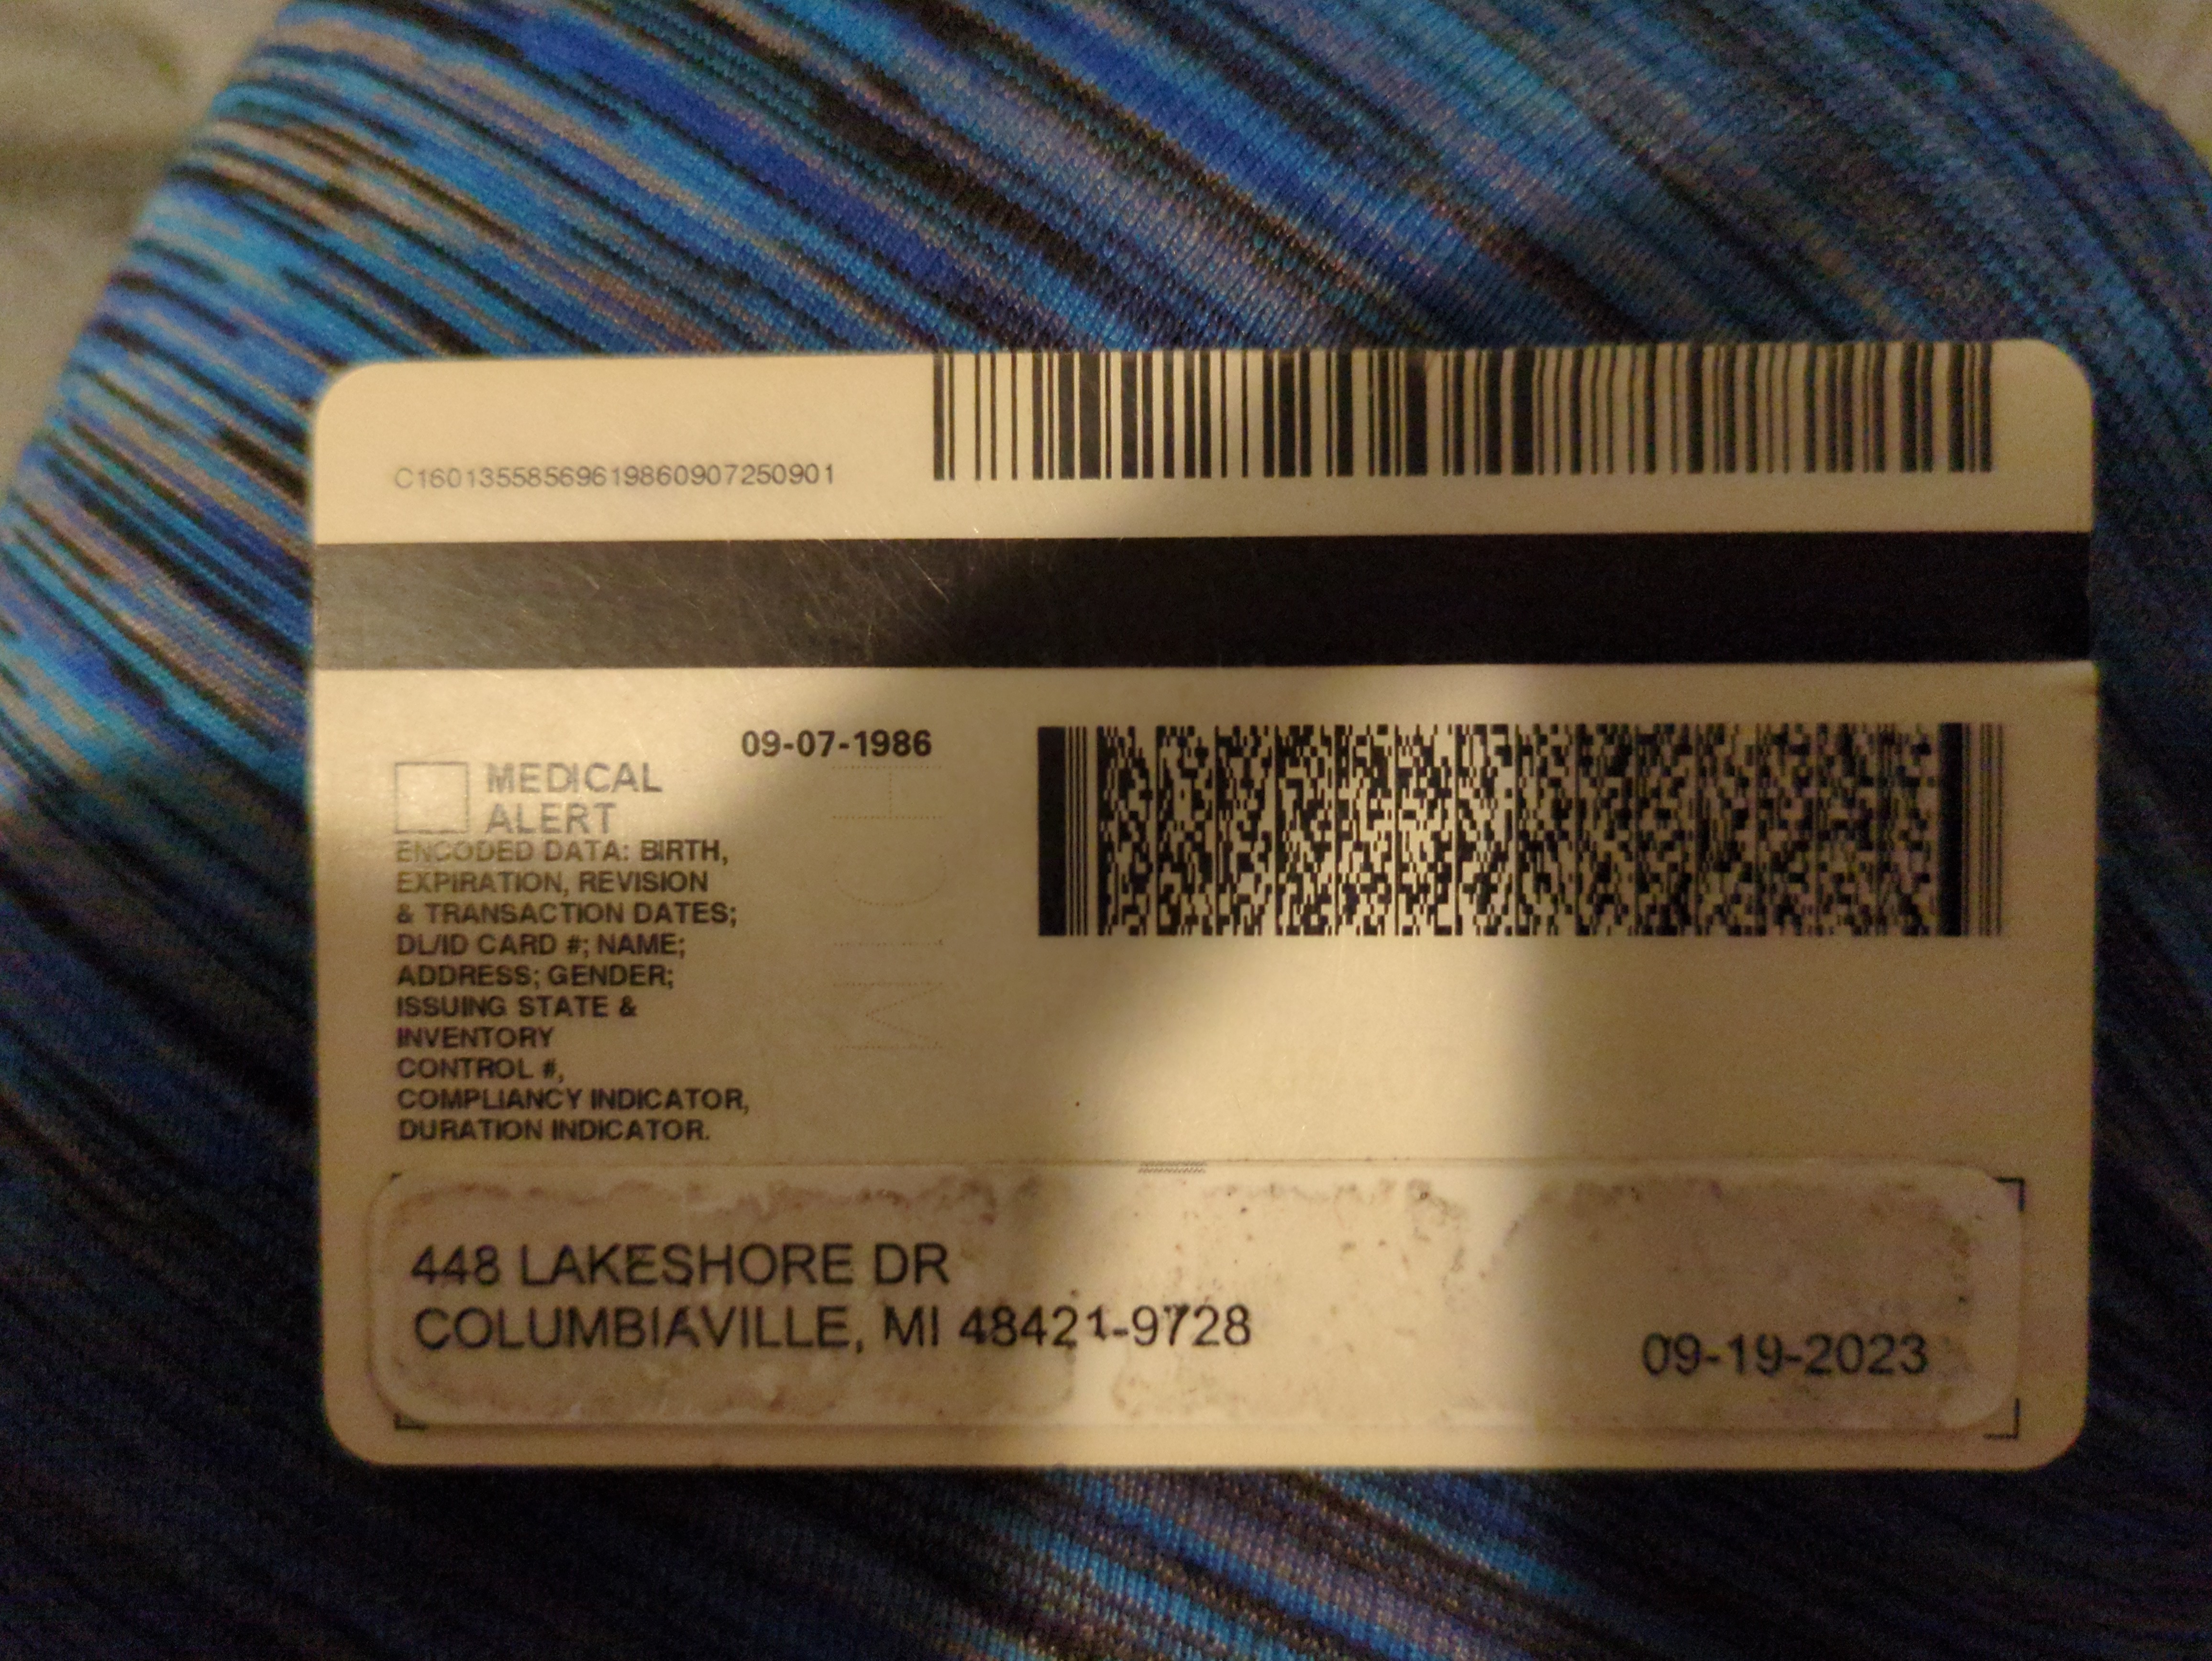 C16013558569619860907250901
09-07-1986
MEDICAL
ALERT
ENCODED DATA: BIRTH,
EXPIRATION, REVISION
& TRANSACTION DATES;
DL/ID CARD #; NAME;
ADDRESS; GENDER;
ISSUING STATE &
INVENTORY
CONTROL #,
COMPLIANCY INDICATOR,
DURATION INDICATOR.
448 LAKESHORE DR
COLUMBIAVILLE, MI 48421-9728
09-19-2023